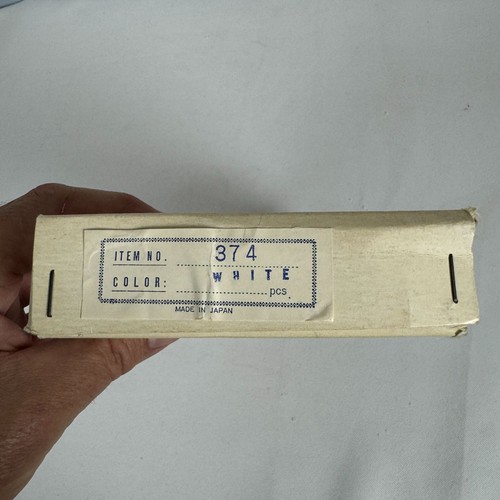 ITEM NO. 374
COLOR: WHITE
pcs.
MADE IN JAPAN